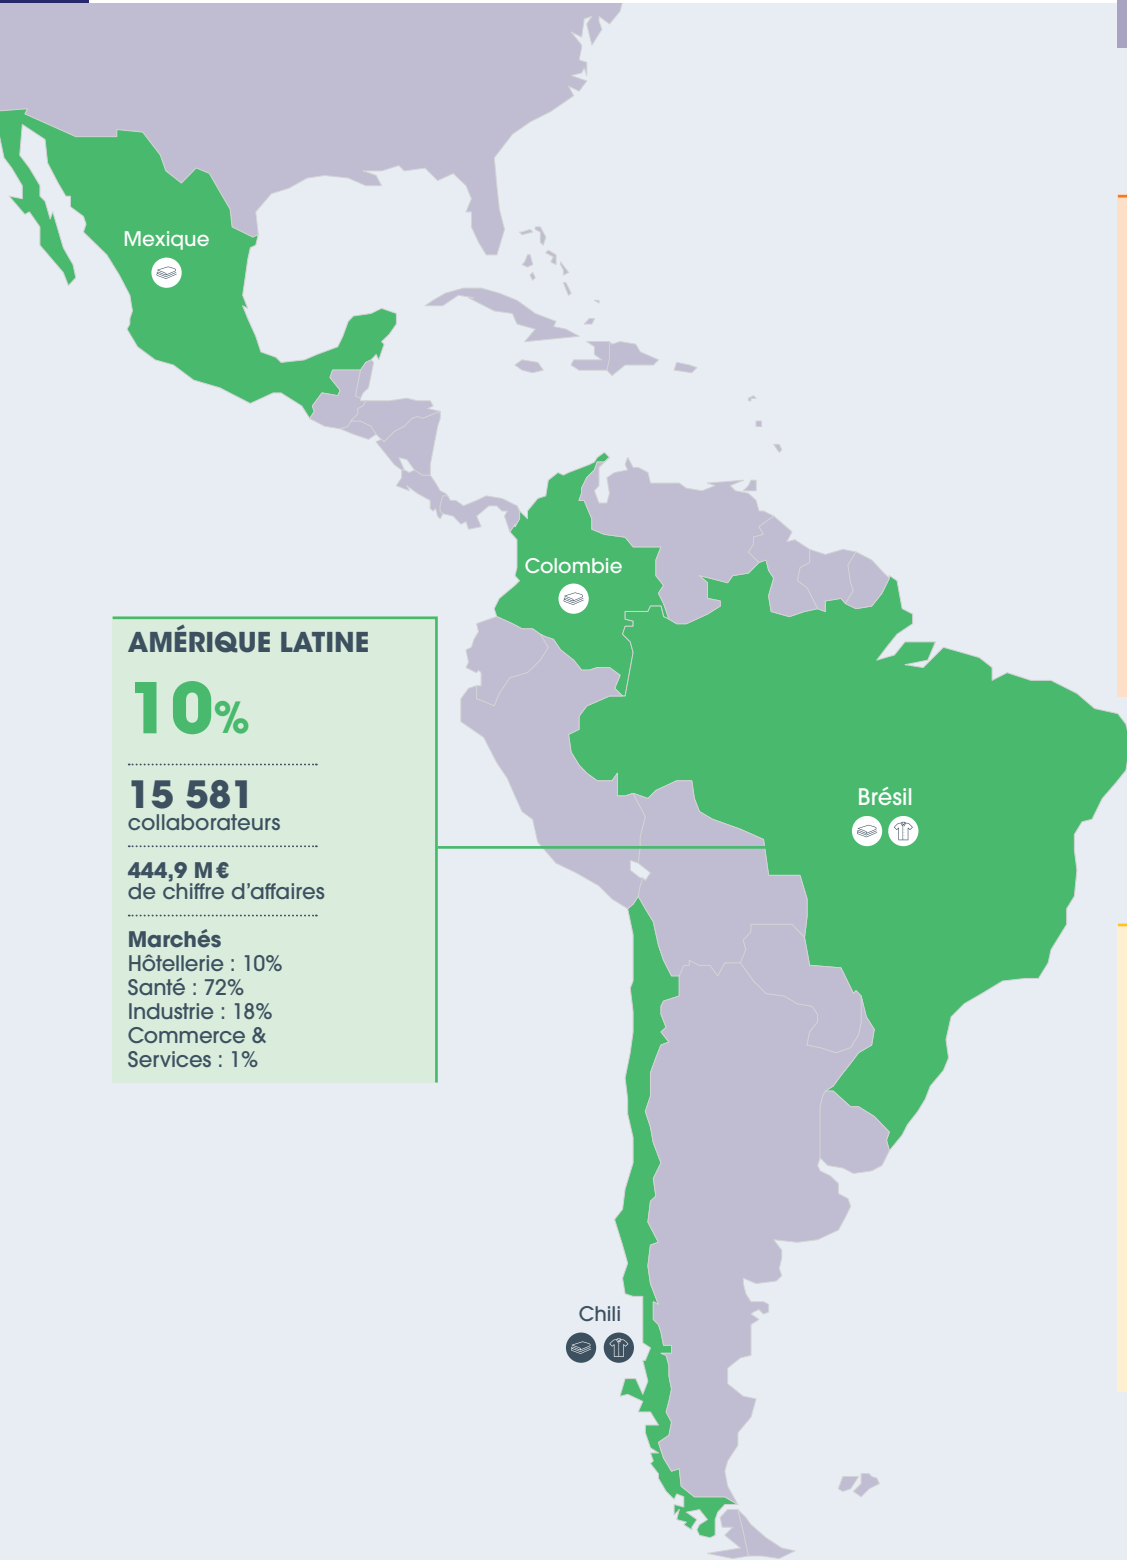 Mexique
Colombie
AMÉRIQUE LATINE
10%
15 581
collaborateurs
444,9 M€
de chiffre d’affaires
Marchés
Hôtellerie : 10%
Santé : 72%
Industrie : 18%
Commerce &
Services : 1%
Brésil
Chili